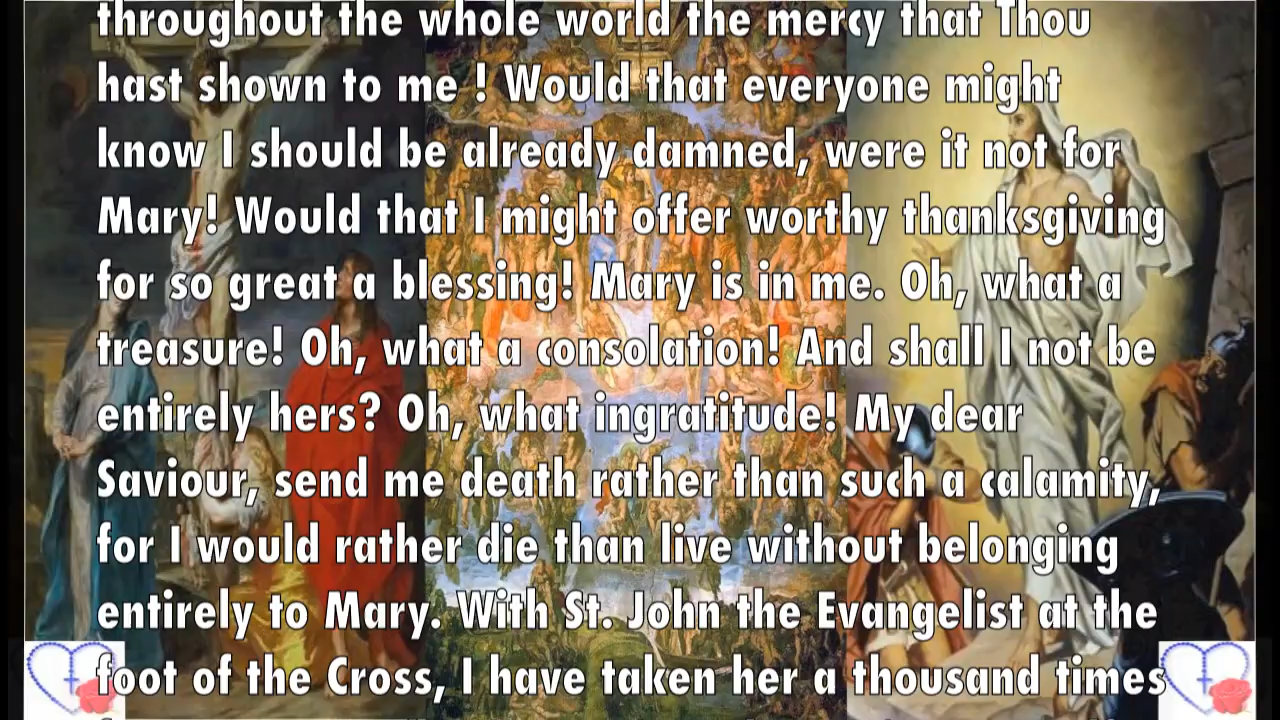 throughout the whole world the mercy that Thou
hast shown to me ! Would that everyone might
know I should be already damned, were it not for
Mary! Would that I might offer worthy thanksgiving
for so great a blessing! Mary is in me. Oh, what a
treasure! Oh, what a consolation! And shall I not be
entirely hers? Oh, what ingratitude! My dear
Saviour, send me death rather than such a calamity,
for I would rather die than live without belonging
entirely to Mary. With St. John the Evangelist at the
foot of the Cross, I have taken her a thousand times